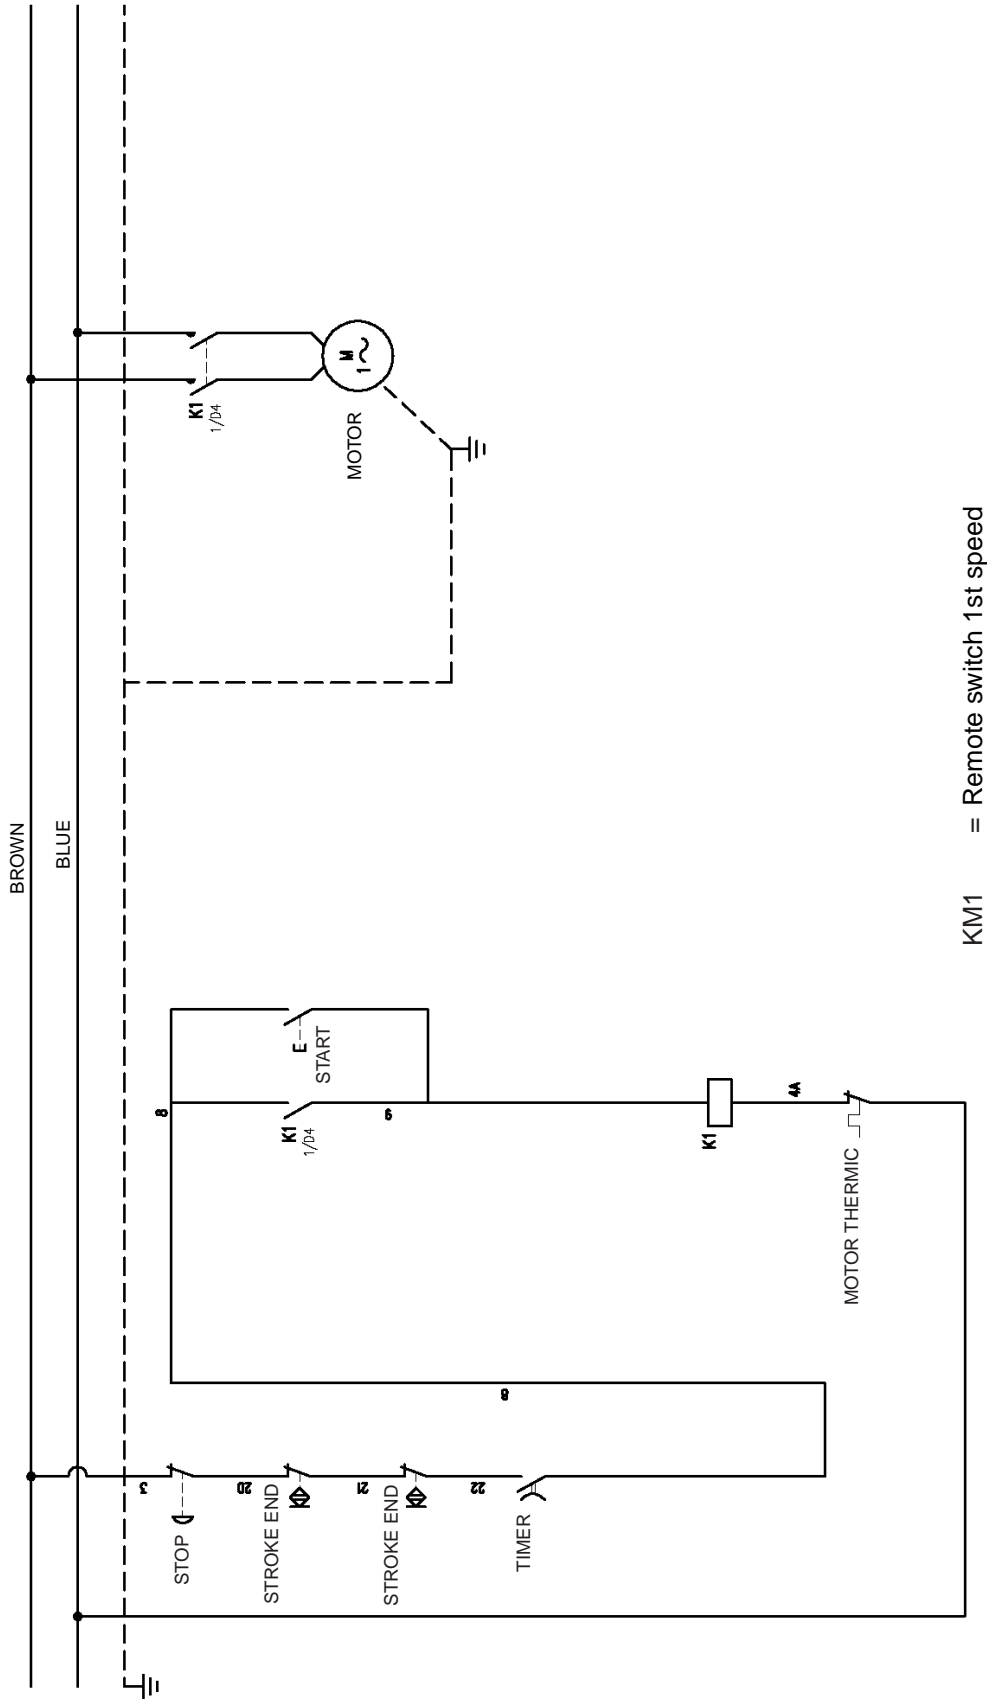 BROWN
BLUE
3
8
STOP
K1
1/D4
20
STROKE END
K1
1/D4
E
START
M
1~
MOTOR
21
9
STROKE END
22
8
TIMER
K1
4A
MOTOR THERMIC
KM1 = Remote switch 1st speed